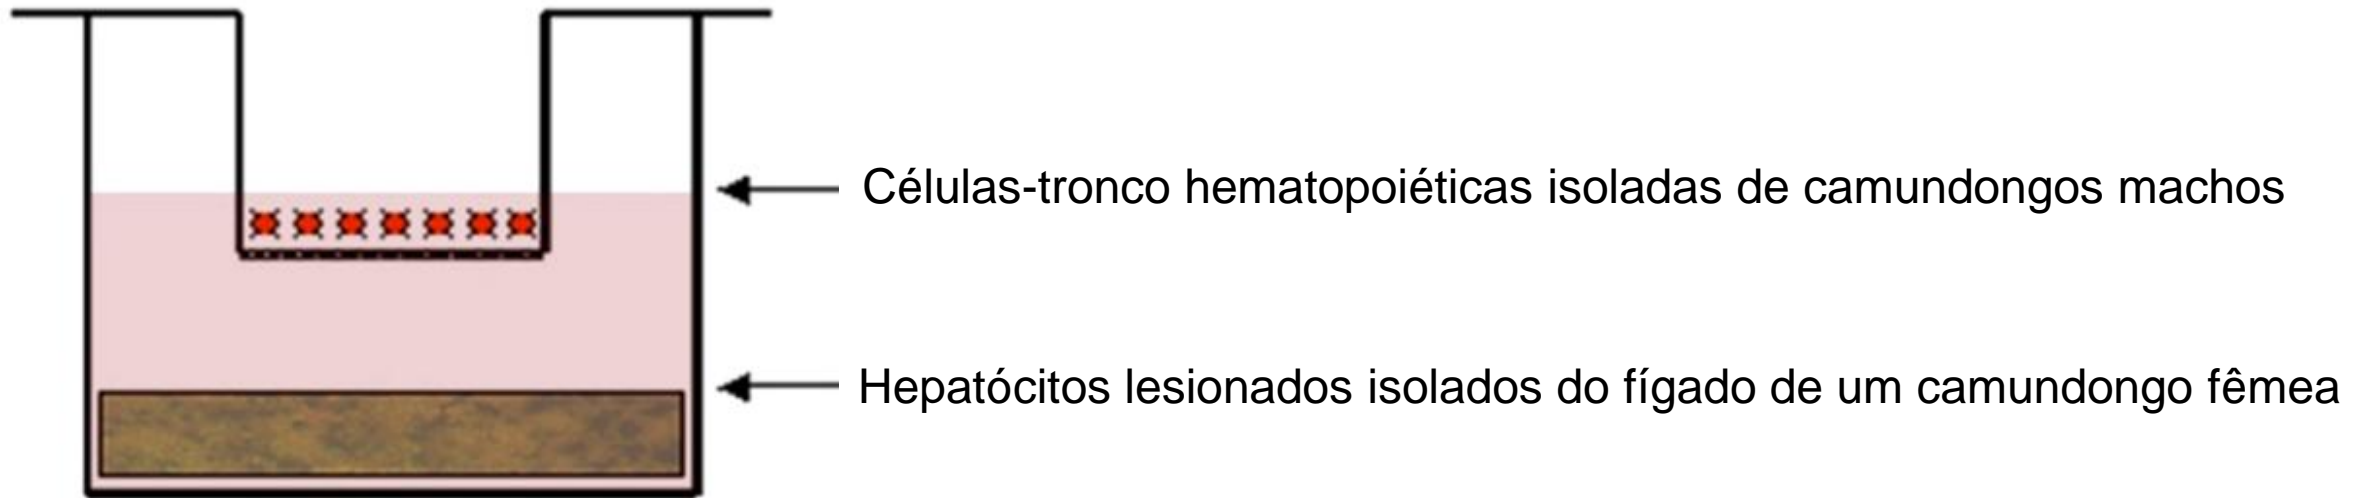 Células-tronco hematopoiéticas isoladas de camundongos machos
Hepatócitos lesionados isolados do fígado de um camundongo fêmea